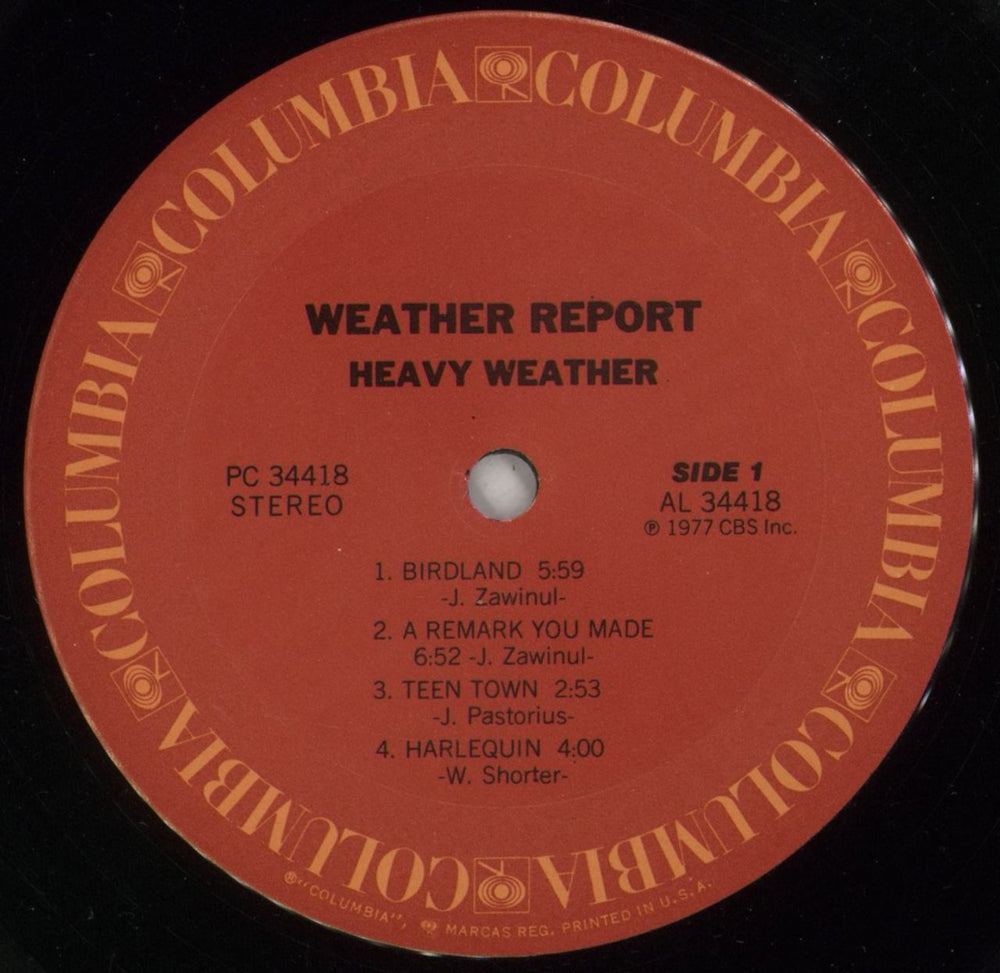 COLUMBIA COLUMBIA COLUMBIA COLUMBIA COLUMBIA COLUMBIA
WEATHER REPORT
HEAVY WEATHER
PC 34418
STEREO
SIDE 1
AL 34418
℗ 1977 CBS Inc.
1. BIRDLAND 5:59
-J. Zawinul-
2. A REMARK YOU MADE
6:52 -J. Zawinul-
3. TEEN TOWN 2:53
-J. Pastorius-
4. HARLEQUIN 4:00
-W. Shorter-
®"COLUMBIA", MARCAS REG. PRINTED IN U.S.A.